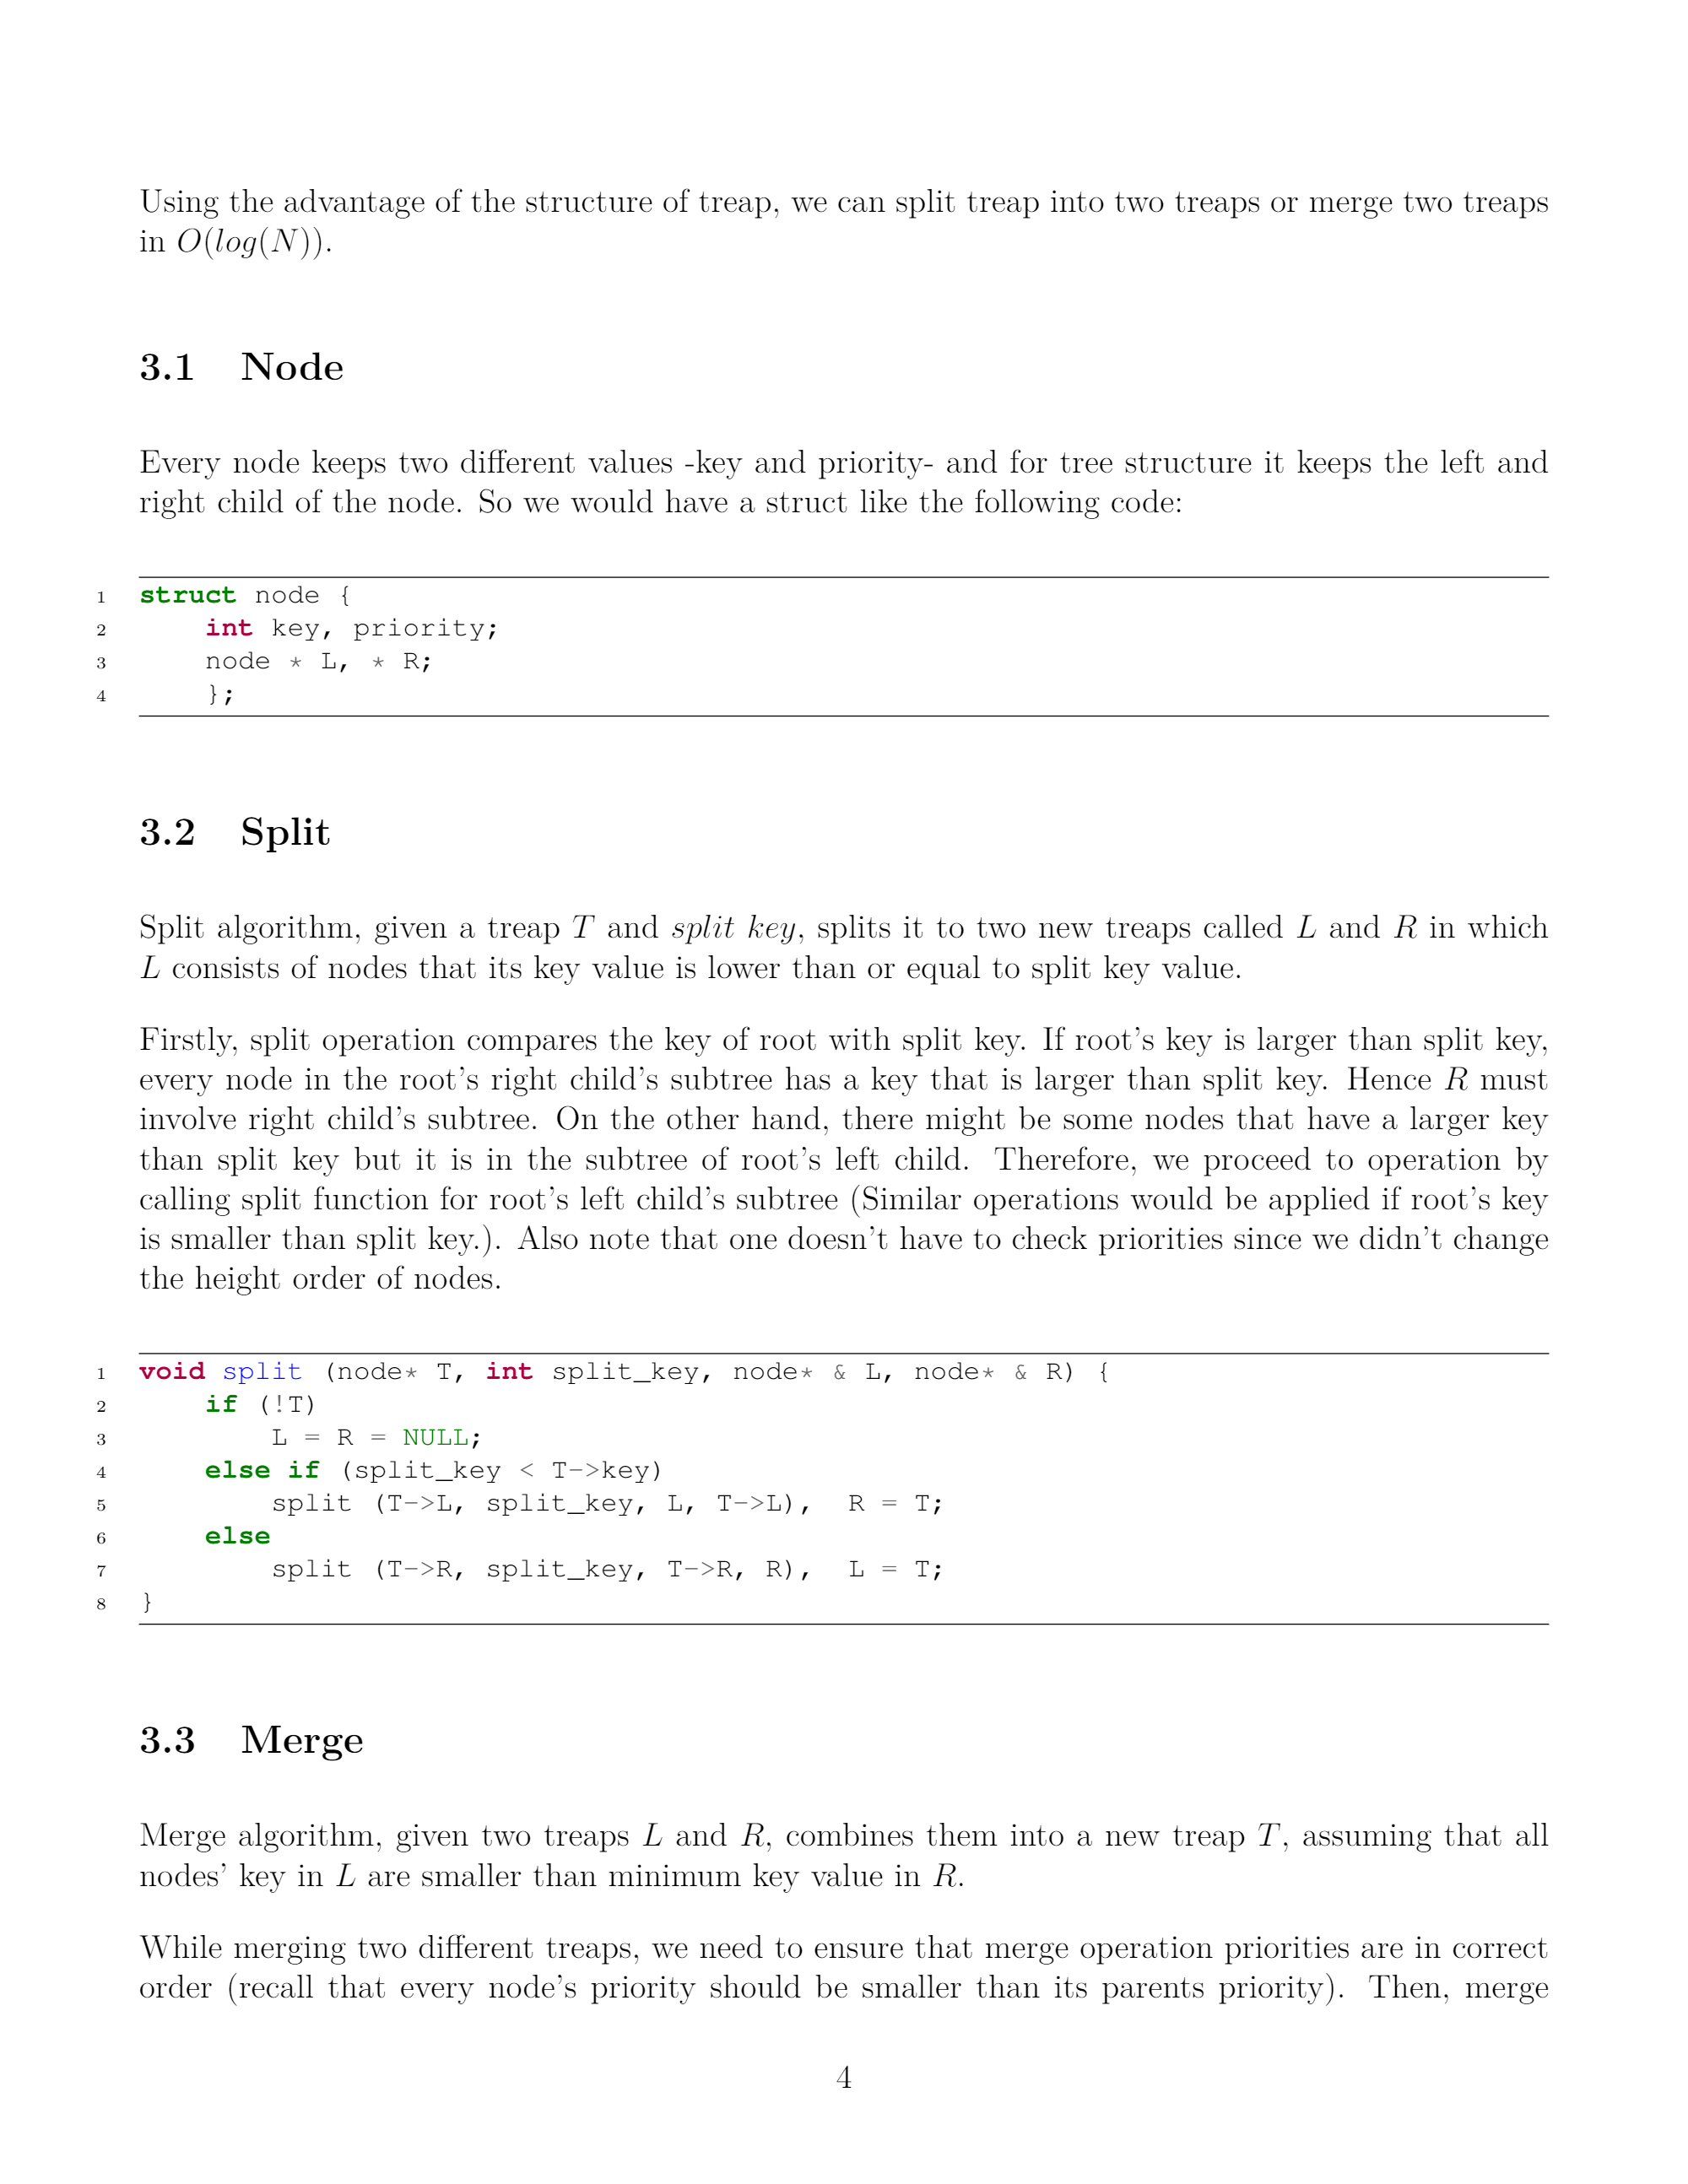 Using the advantage of the structure of treap, we can split treap into two treaps or merge two treaps
in O(log(N)).
3.1 Node
Every node keeps two different values -key and priority- and for tree structure it keeps the left and
right child of the node. So we would have a struct like the following code:
1 struct node {
2     int key, priority;
3     node * L, * R;
4     };
3.2 Split
Split algorithm, given a treap T and split key, splits it to two new treaps called L and R in which
L consists of nodes that its key value is lower than or equal to split key value.
Firstly, split operation compares the key of root with split key. If root's key is larger than split key,
every node in the root's right child's subtree has a key that is larger than split key. Hence R must
involve right child's subtree. On the other hand, there might be some nodes that have a larger key
than split key but it is in the subtree of root's left child. Therefore, we proceed to operation by
calling split function for root's left child's subtree (Similar operations would be applied if root's key
is smaller than split key.). Also note that one doesn't have to check priorities since we didn't change
the height order of nodes.
1 void split (node* T, int split_key, node* & L, node* & R) {
2     if (!T)
3         L = R = NULL;
4     else if (split_key < T->key)
5         split (T->L, split_key, L, T->L),  R = T;
6     else
7         split (T->R, split_key, T->R, R),  L = T;
8 }
3.3 Merge
Merge algorithm, given two treaps L and R, combines them into a new treap T, assuming that all
nodes' key in L are smaller than minimum key value in R.
While merging two different treaps, we need to ensure that merge operation priorities are in correct
order (recall that every node's priority should be smaller than its parents priority). Then, merge
4